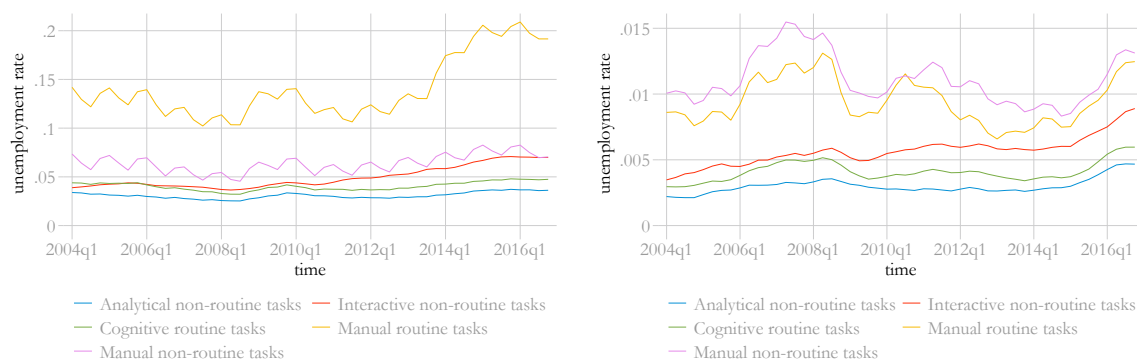 unemployment rate
.2
.15
.1
.05
0
2004q1 2006q1 2008q1 2010q1 2012q1 2014q1 2016q1
time
Analytical non-routine tasks Interactive non-routine tasks
Cognitive routine tasks Manual routine tasks
Manual non-routine tasks
unemployment rate
.015
.01
.005
0
2004q1 2006q1 2008q1 2010q1 2012q1 2014q1 2016q1
time
Analytical non-routine tasks Interactive non-routine tasks
Cognitive routine tasks Manual routine tasks
Manual non-routine tasks